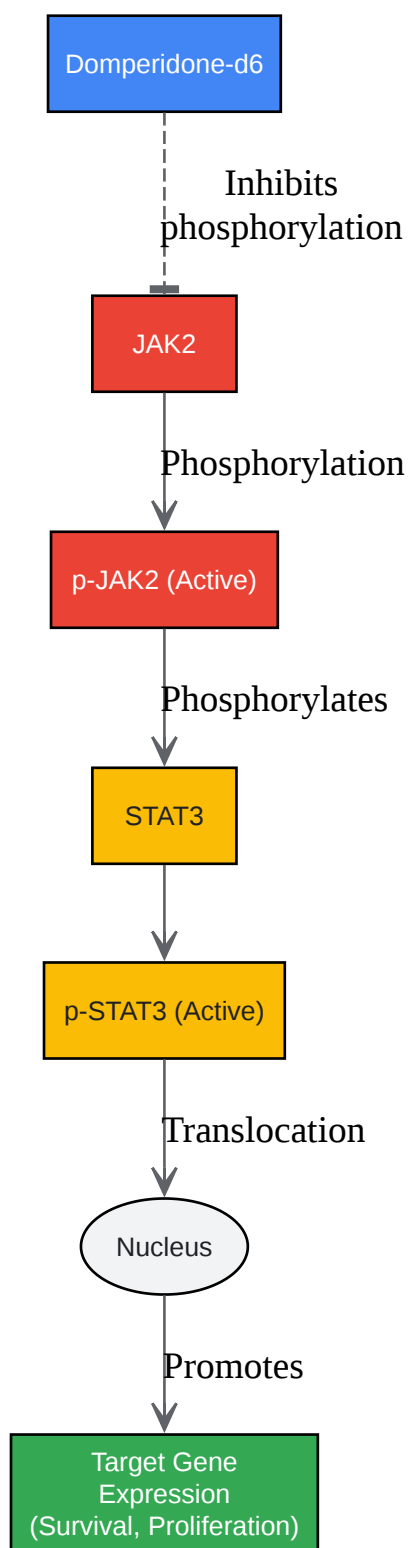 Domperidone-d6
Inhibits
phosphorylation
JAK2
Phosphorylation
p-JAK2 (Active)
Phosphorylates
STAT3
p-STAT3 (Active)
Translocation
Nucleus
Promotes
Target Gene
Expression
(Survival, Proliferation)